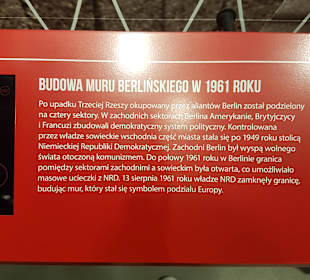 BUDOWA MURU BERLIŃSKIEGO W 1961 ROKU
Po upadku Trzeciej Rzeszy okupowany przez aliantów Berlin został podzielony
na cztery sektory. W zachodnich sektorach Berlina Amerykanie, Brytyjczycy
i Francuzi zbudowali demokratyczny system polityczny. Kontrolowana
przez władze sowieckie wschodnia część miasta stała się po 1949 roku stolicą
Niemieckiej Republiki Demokratycznej. Zachodni Berlin był wyspą wolnego
świata otoczoną komunizmem. Do połowy 1961 roku w Berlinie granica
pomiędzy sektorami zachodnimi a sowieckim była otwarta, co umożliwiało
masowe ucieczki z NRD. 13 sierpnia 1961 roku władze NRD zamknęły granicę,
budując mur, który stał się symbolem podziału Europy.